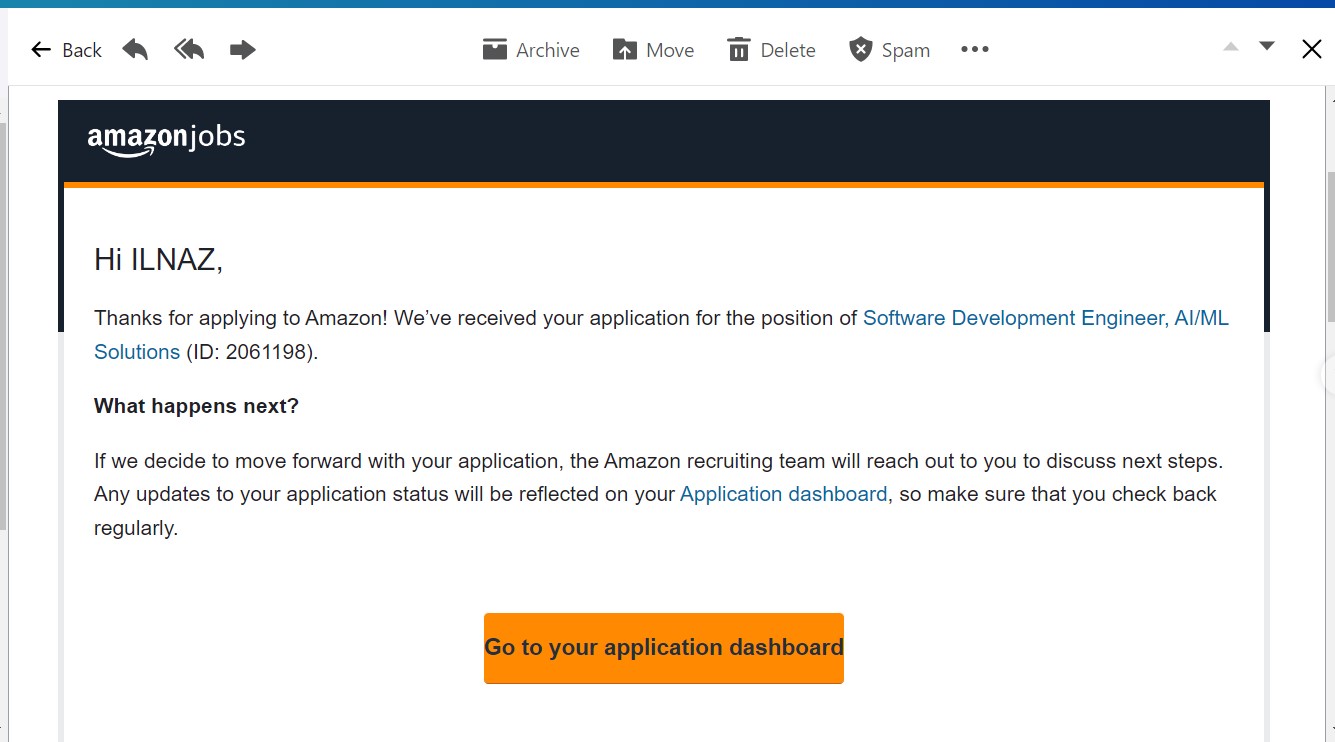 Back Archive Move Delete Spam
amazonjobs
Hi ILNAZ,
Thanks for applying to Amazon! We’ve received your application for the position of Software Development Engineer, AI/ML
Solutions (ID: 2061198).
What happens next?
If we decide to move forward with your application, the Amazon recruiting team will reach out to you to discuss next steps.
Any updates to your application status will be reflected on your Application dashboard, so make sure that you check back
regularly.
Go to your application dashboard